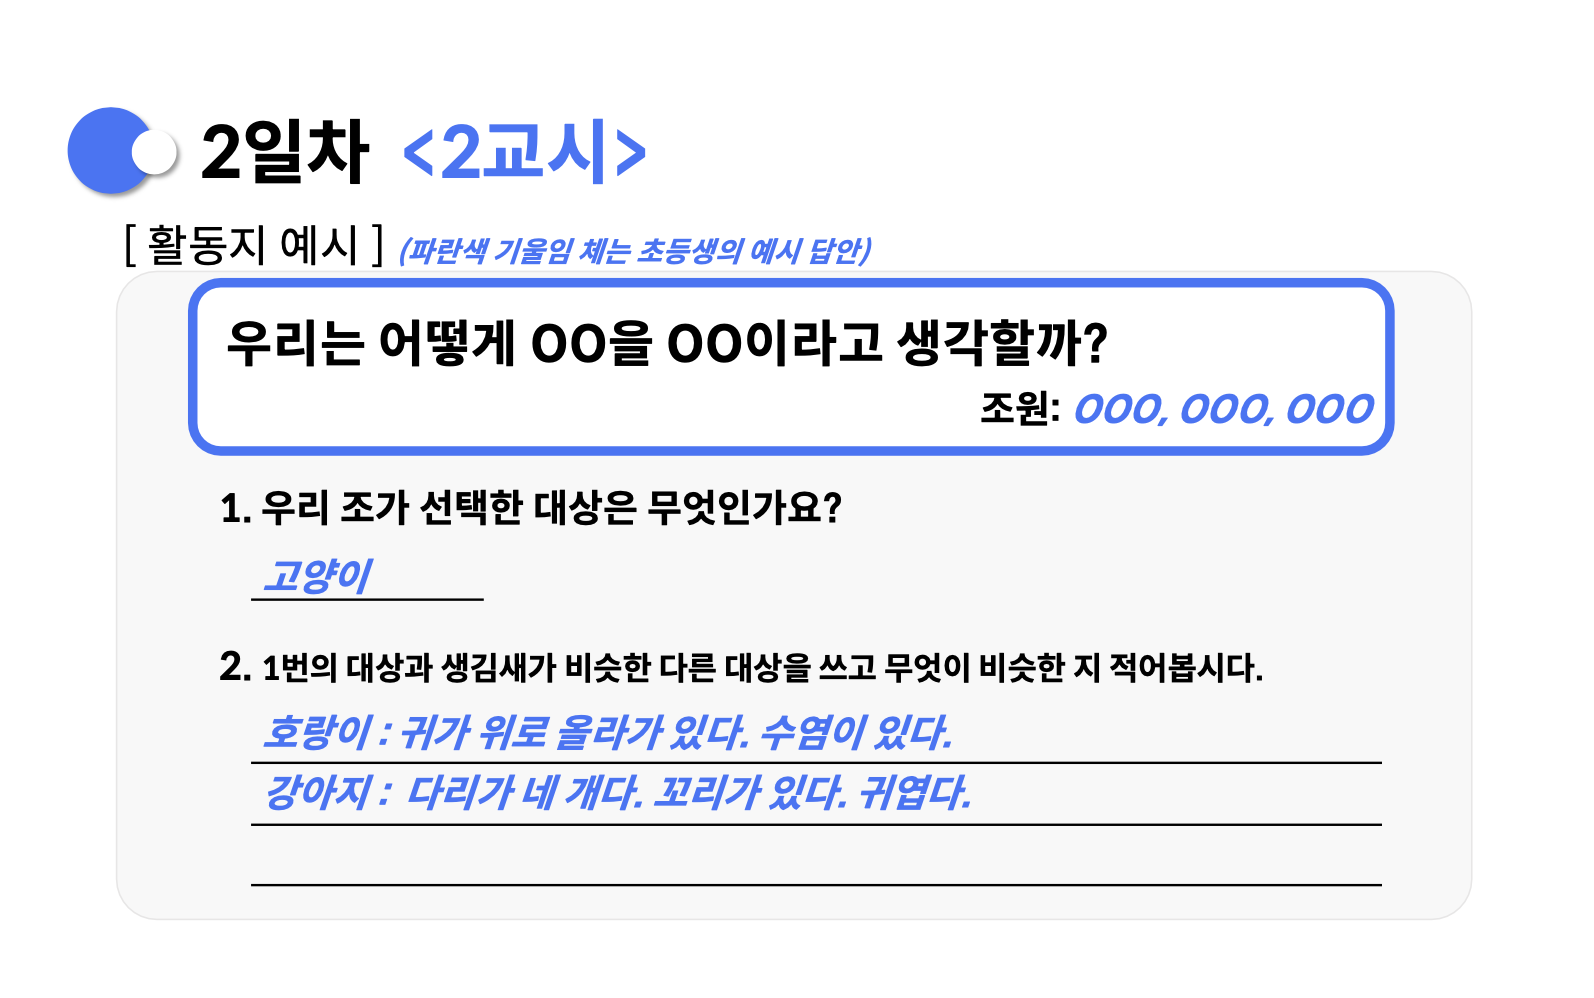 2일차 <2교시>
[ 활동지 예시 ] (파란색 기울임 체는 초등생의 예시 답안)
우리는 어떻게 OO을 OO이라고 생각할까?
조원: OOO, OOO, OOO
1. 우리 조가 선택한 대상은 무엇인가요?
고양이
2. 1번의 대상과 생김새가 비슷한 다른 대상을 쓰고 무엇이 비슷한 지 적어봅시다.
호랑이 : 귀가 위로 올라가 있다. 수염이 있다.
강아지 : 다리가 네 개다. 꼬리가 있다. 귀엽다.